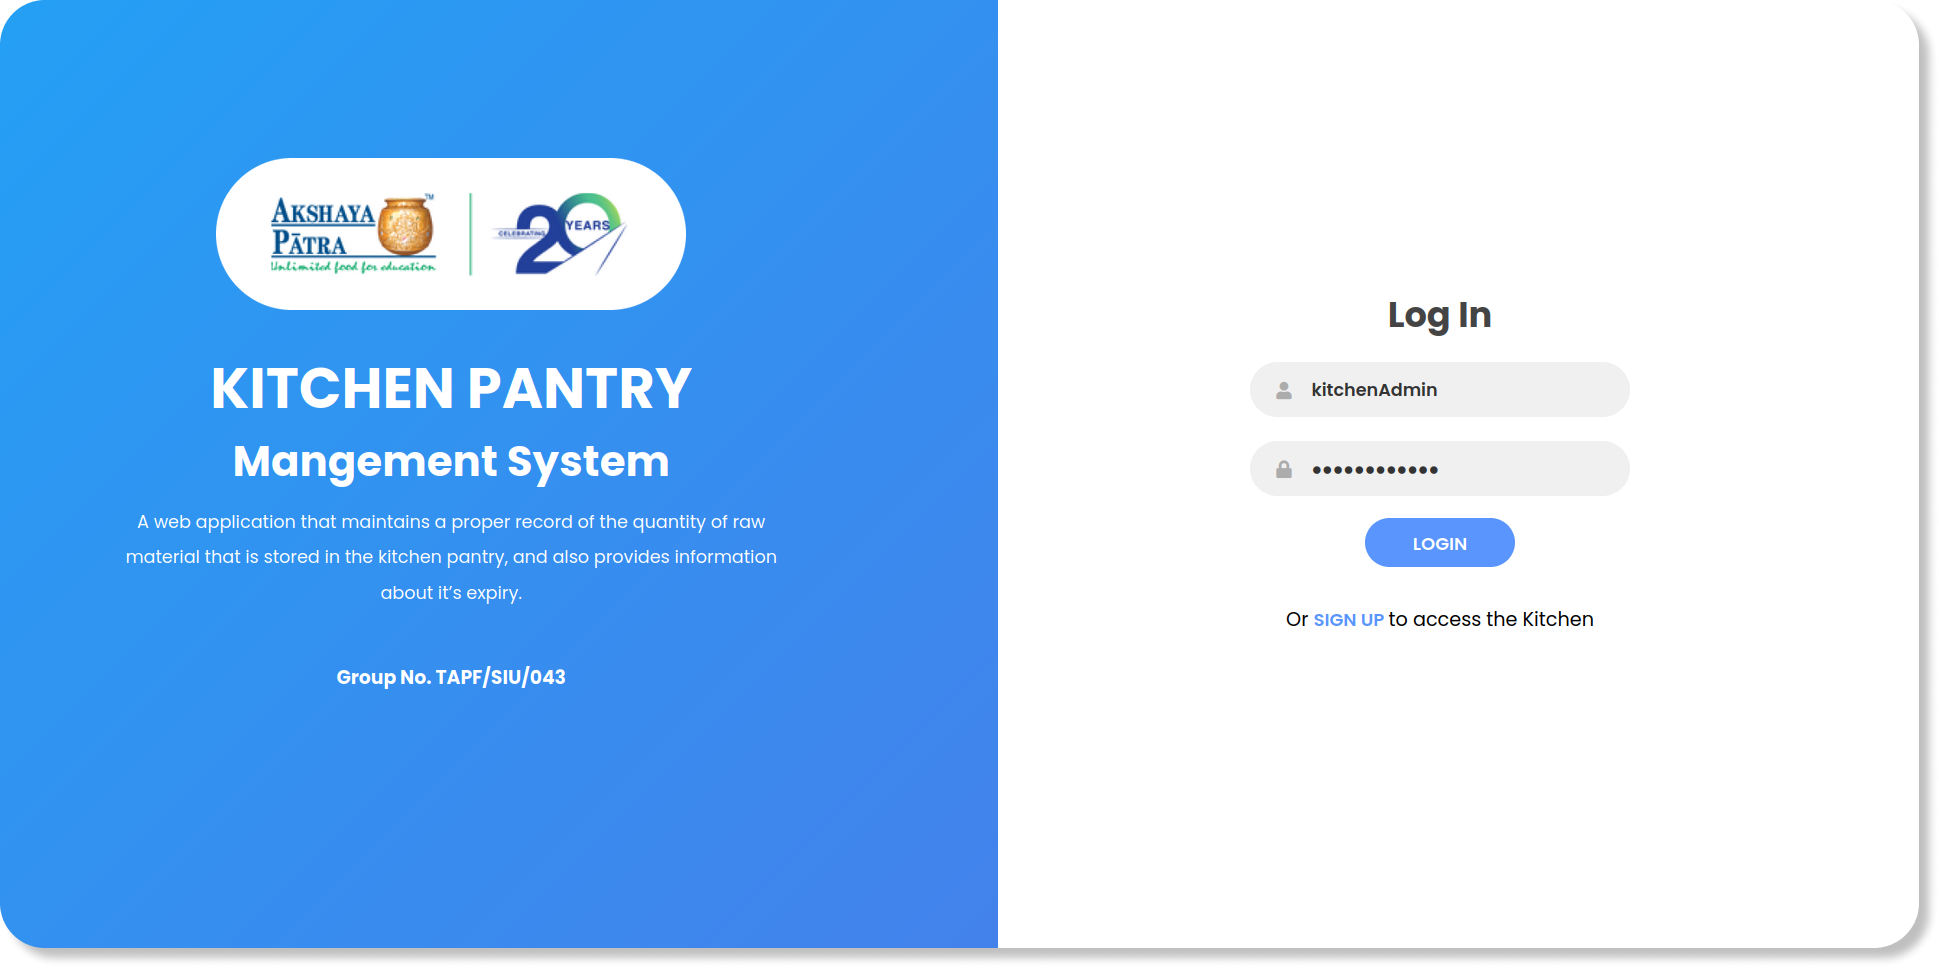 AKSHAYA
PĀTRA
TM
Unlimited food for education
CELEBRATING
20
YEARS
KITCHEN PANTRY
Mangement System
A web application that maintains a proper record of the quantity of raw
material that is stored in the kitchen pantry, and also provides information
about it’s expiry.
Group No. TAPF/SIU/043
Log In
kitchenAdmin
●●●●●●●●●●●●
LOGIN
Or SIGN UP to access the Kitchen